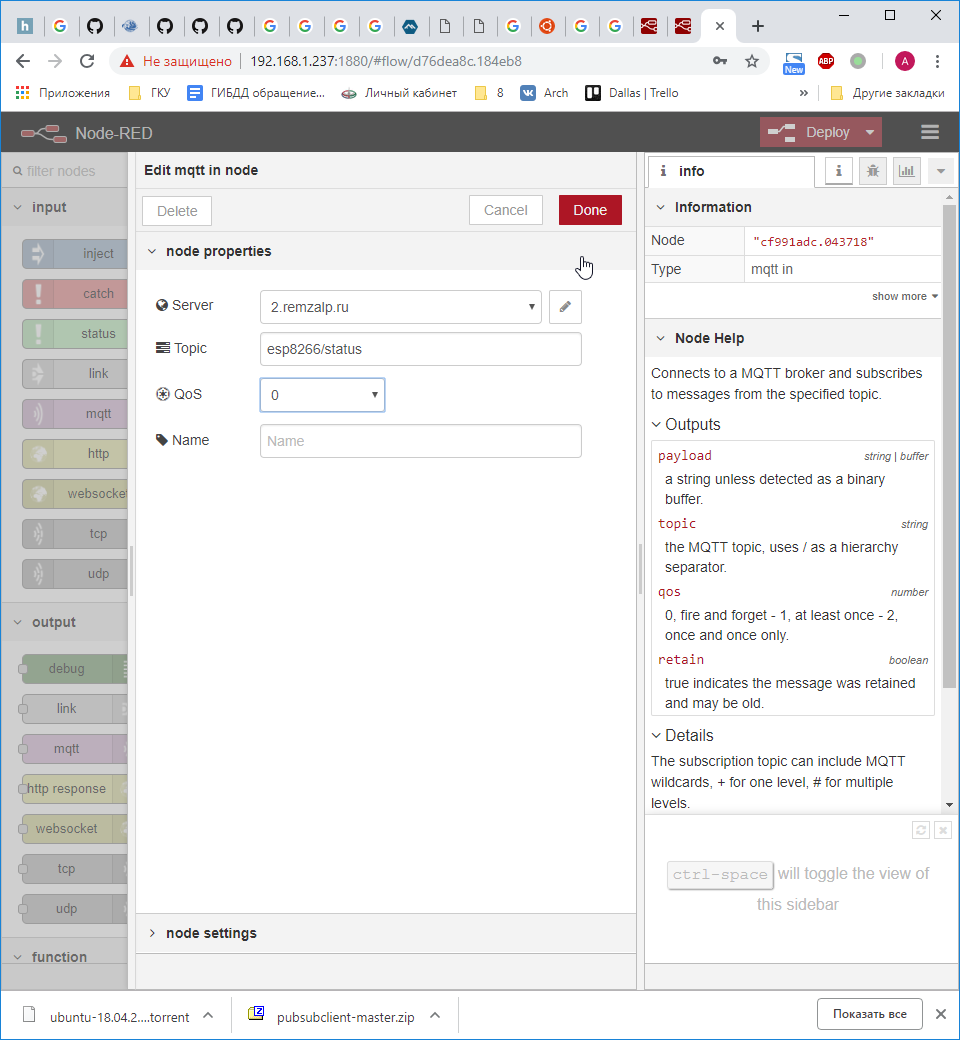 Не защищено
192.168.1.237:1880/#flow/d76dea8c.184eb8
New
ABP
A
Приложения
ГКУ
ГИБДД обращение...
Личный кабинет
8
Arch
Dallas | Trello
»
Другие закладки
Node-RED
Deploy
filter nodes
input
inject
catch
status
link
mqtt
http
websocket
tcp
udp
output
debug
link
mqtt
http response
websocket
tcp
udp
function
Edit mqtt in node
Delete
Cancel
Done
node properties
Server
2.remzalp.ru
Topic
esp8266/status
QoS
0
Name
Name
node settings
info
Information
Node
"cf991adc.043718"
Type
mqtt in
show more
Node Help
Connects to a MQTT broker and subscribes
to messages from the specified topic.
Outputs
payload
string | buffer
a string unless detected as a binary
buffer.
topic
string
the MQTT topic, uses / as a hierarchy
separator.
qos
number
0, fire and forget - 1, at least once - 2,
once and once only.
retain
boolean
true indicates the message was retained
and may be old.
Details
The subscription topic can include MQTT
wildcards, + for one level, # for multiple
levels.
ctrl-space will toggle the view of
this sidebar
ubuntu-18.04.2....torrent
pubsubclient-master.zip
Показать все